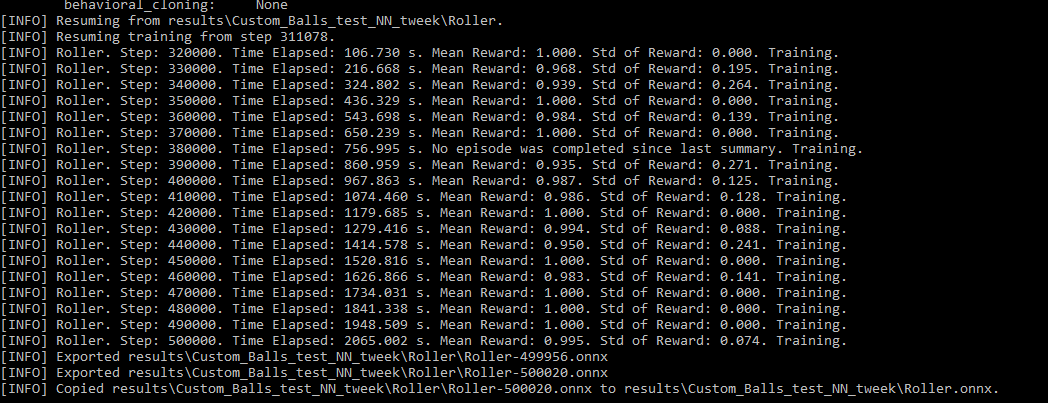 behavioral_cloning:   None
[INFO] Resuming from results\Custom_Balls_test_NN_tweek\Roller.
[INFO] Resuming training from step 311078.
[INFO] Roller. Step: 320000. Time Elapsed: 106.730 s. Mean Reward: 1.000. Std of Reward: 0.000. Training.
[INFO] Roller. Step: 330000. Time Elapsed: 216.668 s. Mean Reward: 0.968. Std of Reward: 0.195. Training.
[INFO] Roller. Step: 340000. Time Elapsed: 324.802 s. Mean Reward: 0.939. Std of Reward: 0.264. Training.
[INFO] Roller. Step: 350000. Time Elapsed: 436.329 s. Mean Reward: 1.000. Std of Reward: 0.000. Training.
[INFO] Roller. Step: 360000. Time Elapsed: 543.698 s. Mean Reward: 0.984. Std of Reward: 0.139. Training.
[INFO] Roller. Step: 370000. Time Elapsed: 650.239 s. Mean Reward: 1.000. Std of Reward: 0.000. Training.
[INFO] Roller. Step: 380000. Time Elapsed: 756.995 s. No episode was completed since last summary. Training.
[INFO] Roller. Step: 390000. Time Elapsed: 860.959 s. Mean Reward: 0.935. Std of Reward: 0.271. Training.
[INFO] Roller. Step: 400000. Time Elapsed: 967.863 s. Mean Reward: 0.987. Std of Reward: 0.125. Training.
[INFO] Roller. Step: 410000. Time Elapsed: 1074.460 s. Mean Reward: 0.986. Std of Reward: 0.128. Training.
[INFO] Roller. Step: 420000. Time Elapsed: 1179.685 s. Mean Reward: 1.000. Std of Reward: 0.000. Training.
[INFO] Roller. Step: 430000. Time Elapsed: 1279.416 s. Mean Reward: 0.994. Std of Reward: 0.088. Training.
[INFO] Roller. Step: 440000. Time Elapsed: 1414.578 s. Mean Reward: 0.950. Std of Reward: 0.241. Training.
[INFO] Roller. Step: 450000. Time Elapsed: 1520.816 s. Mean Reward: 1.000. Std of Reward: 0.000. Training.
[INFO] Roller. Step: 460000. Time Elapsed: 1626.866 s. Mean Reward: 0.983. Std of Reward: 0.141. Training.
[INFO] Roller. Step: 470000. Time Elapsed: 1734.031 s. Mean Reward: 1.000. Std of Reward: 0.000. Training.
[INFO] Roller. Step: 480000. Time Elapsed: 1841.338 s. Mean Reward: 1.000. Std of Reward: 0.000. Training.
[INFO] Roller. Step: 490000. Time Elapsed: 1948.509 s. Mean Reward: 1.000. Std of Reward: 0.000. Training.
[INFO] Roller. Step: 500000. Time Elapsed: 2065.002 s. Mean Reward: 0.995. Std of Reward: 0.074. Training.
[INFO] Exported results\Custom_Balls_test_NN_tweek\Roller\Roller-499956.onnx
[INFO] Exported results\Custom_Balls_test_NN_tweek\Roller\Roller-500020.onnx
[INFO] Copied results\Custom_Balls_test_NN_tweek\Roller\Roller-500020.onnx to results\Custom_Balls_test_NN_tweek\Roller.onnx.